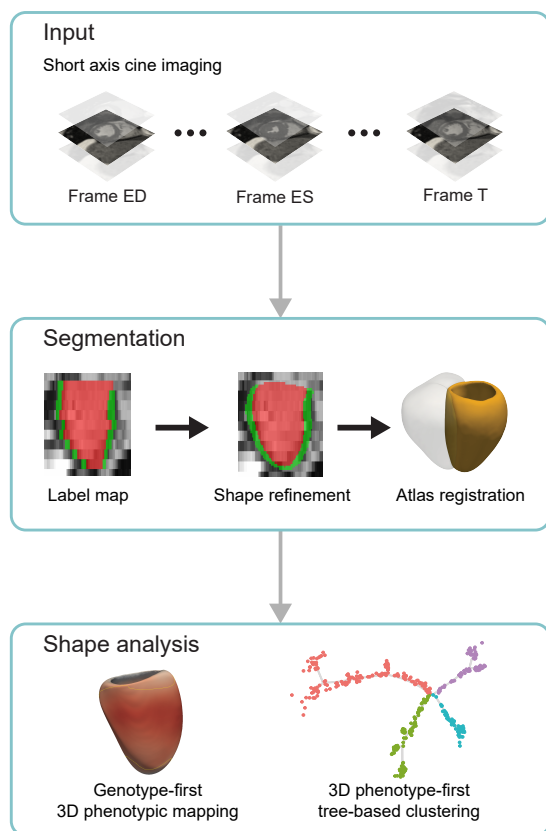 Input
Short axis cine imaging
Frame ED
Frame ES
Frame T
Segmentation
Label map
Shape refinement
Atlas registration
Shape analysis
Genotype-first
3D phenotypic mapping
3D phenotype-first
tree-based clustering